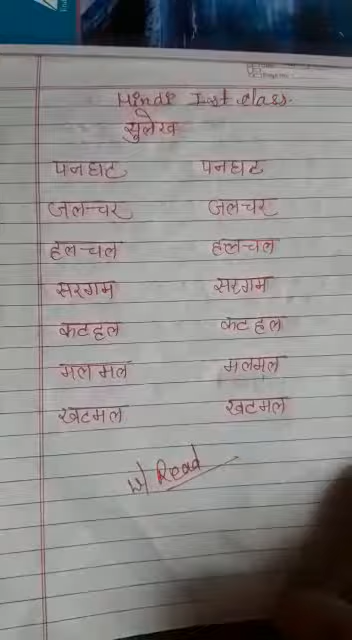 Hindi Ist class.
सुलेख
पनघट पनघट
जलचर जलचर
हलचल हलचल
सरगम सरगम
कटहल कटहल
मलमल मलमल
खटमल खटमल
Read